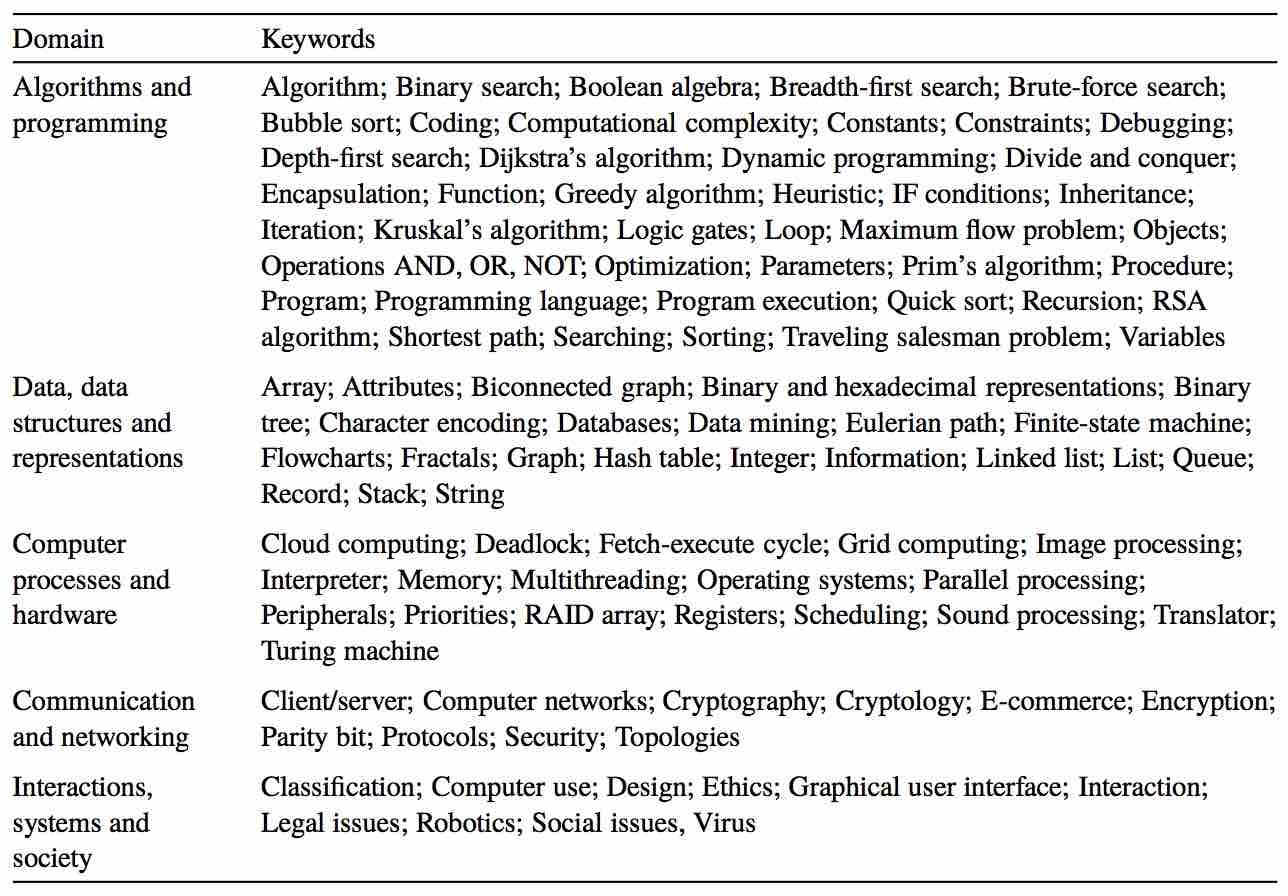 Domain Keywords
Algorithms and Algorithm; Binary search; Boolean algebra; Breadth-first search; Brute-force search;
programming Bubble sort; Coding; Computational complexity; Constants; Constraints; Debugging;
Depth-first search; Dijkstra’s algorithm; Dynamic programming; Divide and conquer;
Encapsulation; Function; Greedy algorithm; Heuristic; IF conditions; Inheritance;
Iteration; Kruskal’s algorithm; Logic gates; Loop; Maximum flow problem; Objects;
Operations AND, OR, NOT; Optimization; Parameters; Prim’s algorithm; Procedure;
Program; Programming language; Program execution; Quick sort; Recursion; RSA
algorithm; Shortest path; Searching; Sorting; Traveling salesman problem; Variables
Data, data Array; Attributes; Biconnected graph; Binary and hexadecimal representations; Binary
structures and tree; Character encoding; Databases; Data mining; Eulerian path; Finite-state machine;
representations Flowcharts; Fractals; Graph; Hash table; Integer; Information; Linked list; List; Queue;
Record; Stack; String
Computer Cloud computing; Deadlock; Fetch-execute cycle; Grid computing; Image processing;
processes and Interpreter; Memory; Multithreading; Operating systems; Parallel processing;
hardware Peripherals; Priorities; RAID array; Registers; Scheduling; Sound processing; Translator;
Turing machine
Communication Client/server; Computer networks; Cryptography; Cryptology; E-commerce; Encryption;
and networking Parity bit; Protocols; Security; Topologies
Interactions, Classification; Computer use; Design; Ethics; Graphical user interface; Interaction;
systems and Legal issues; Robotics; Social issues, Virus
society